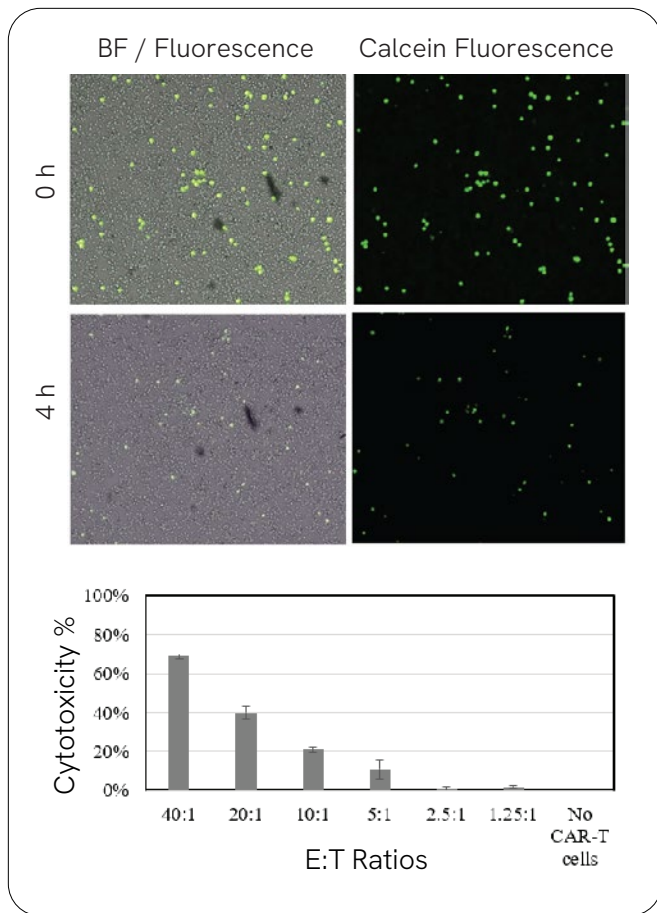 BF / Fluorescence
Calcein Fluorescence
0 h
4 h
Cytotoxicity %
100%
80%
60%
40%
20%
0%
40:1
20:1
10:1
5:1
2.5:1
1.25:1
No
CAR-T
cells
E:T Ratios